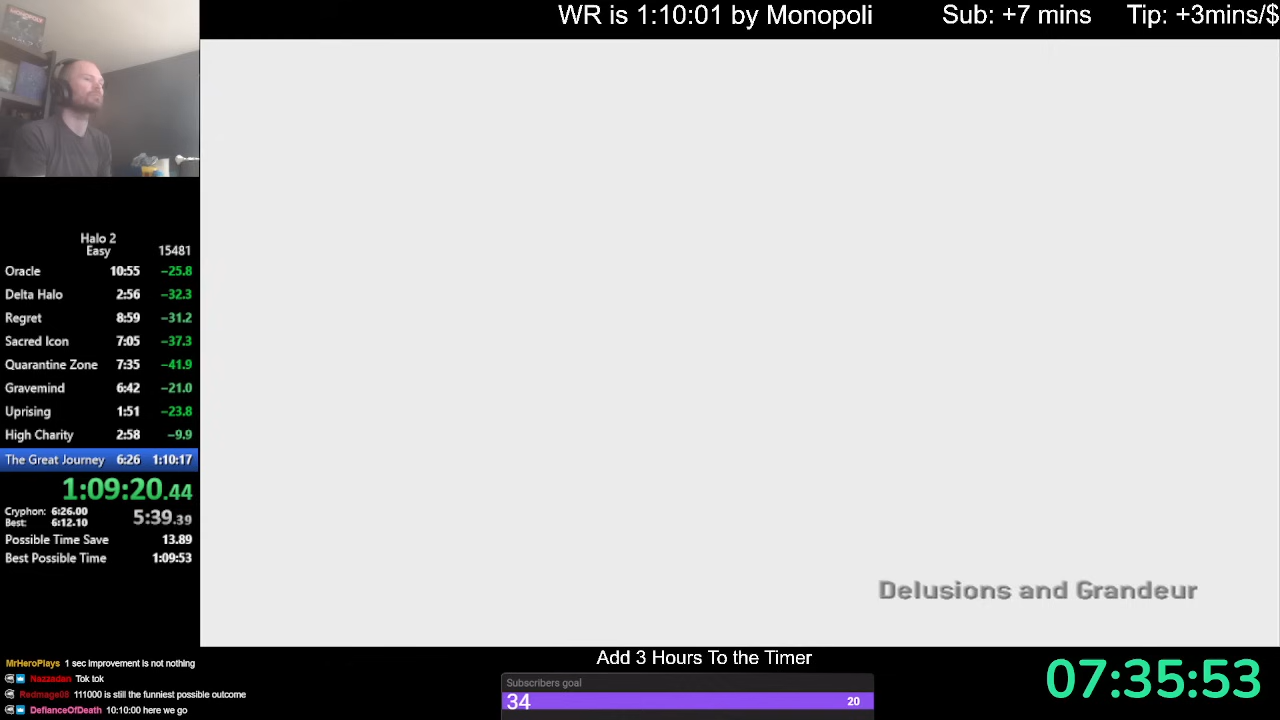 WR is 1:10:01 by Monopoli
Sub: +7 mins
Tip: +3mins/$
Halo 2
Easy 15481
Oracle 10:55 −25.8
Delta Halo 2:56 −32.3
Regret 8:59 −31.2
Sacred Icon 7:05 −37.3
Quarantine Zone 7:35 −41.9
Gravemind 6:42 −21.0
Uprising 1:51 −23.8
High Charity 2:58 −9.9
The Great Journey 6:26 1:10:17
1:09:20.44
Cryphon: 6:26.00
Best: 6:12.10
5:39.39
Possible Time Save 13.89
Best Possible Time 1:09:53
Delusions and Grandeur
MrHeroPlays 1 sec improvement is not nothing
Nazzadan Tok tok
Redmage08 111000 is still the funniest possible outcome
DefianceOfDeath 10:10:00 here we go
Add 3 Hours To the Timer
Subscribers goal
34 20
07:35:53